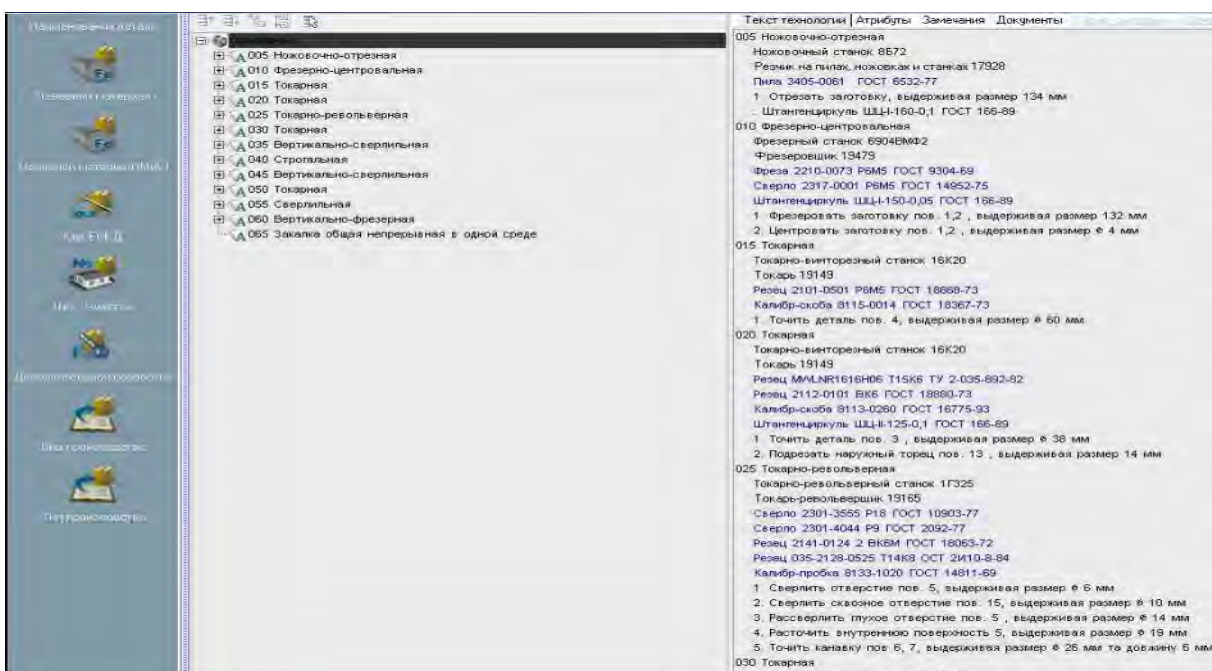 Наименование детали
Дополнительной обработки
Цех производства
Тип производства
005 Ножовочно-отрезная
010 Фрезерно-центровальная
015 Токарная
020 Токарная
025 Токарно-револьверная
030 Токарная
035 Вертикально-сверлильная
040 Строгальная
045 Вертикально-сверлильная
050 Токарная
055 Сверлильная
060 Вертикально-фрезерная
065 Закалка общая непрерывная в одной среде
Текст технологии Атрибуты Замечания Документы
005 Ножовочно-отрезная
Ножовочный станок 8Б72
Резчик на пилах, ножовках и станках 17928
Пила 3405-0061 ГОСТ 6532-77
1 Отрезать заготовку, выдерживая размер 134 мм
Штангенциркуль ШЦ-I-160-0,1 ГОСТ 166-89
010 Фрезерно-центровальная
Фрезерный станок 6904ВМФ2
Фрезеровщик 19479
Фреза 2210-0073 Р6М5 ГОСТ 9304-69
Сверло 2317-0001 Р6М5 ГОСТ 14952-75
Штангенциркуль ШЦ-I-150-0,05 ГОСТ 166-89
1 Фрезеровать заготовку пов. 1,2 , выдерживая размер 132 мм
2. Центровать заготовку пов. 1,2 , выдерживая размер ø 4 мм
015 Токарная
Токарно-винторезный станок 16К20
Токарь 19149
Резец 2101-0501 Р6М5 ГОСТ 18868-73
Калибр-скоба 8115-0014 ГОСТ 18367-73
1 Точить деталь пов. 4, выдерживая размер ø 60 мм
020 Токарная
Токарно-винторезный станок 16К20
Токарь 19149
Резец MWLNR1616H06 Т15К6 ТУ 2-035-892-82
Резец 2112-0101 ВК6 ГОСТ 18880-73
Калибр-скоба 8113-0260 ГОСТ 16775-93
Штангенциркуль ШЦ-II-125-0,1 ГОСТ 166-89
1 Точить деталь пов. 3 , выдерживая размер ø 38 мм
2. Подрезать наружный торец пов. 13 , выдерживая размер 14 мм
025 Токарно-револьверная
Токарно-револьверный станок 1Г325
Токарь-револьверщик 19165
Сверло 2301-3555 Р18 ГОСТ 10903-77
Сверло 2301-4044 Р9 ГОСТ 2092-77
Резец 2141-0124 2 ВК6М ГОСТ 18063-72
Резец 035-2128-0525 Т14К8 ОСТ 2И10-8-84
Калибр-пробка 8133-1020 ГОСТ 14811-69
1 Сверлить отверстие пов. 5, выдерживая размер ø 6 мм
2. Сверлить сквозное отверстие пов. 15, выдерживая размер ø 10 мм
3. Рассверлить глухое отверстие пов. 5 , выдерживая размер ø 14 мм
4. Расточить внутреннюю поверхность 5, выдерживая размер ø 19 мм
5. Точить канавку пов 6, 7, выдерживая размер ø 26 мм та довжину 6 мм
030 Токарная